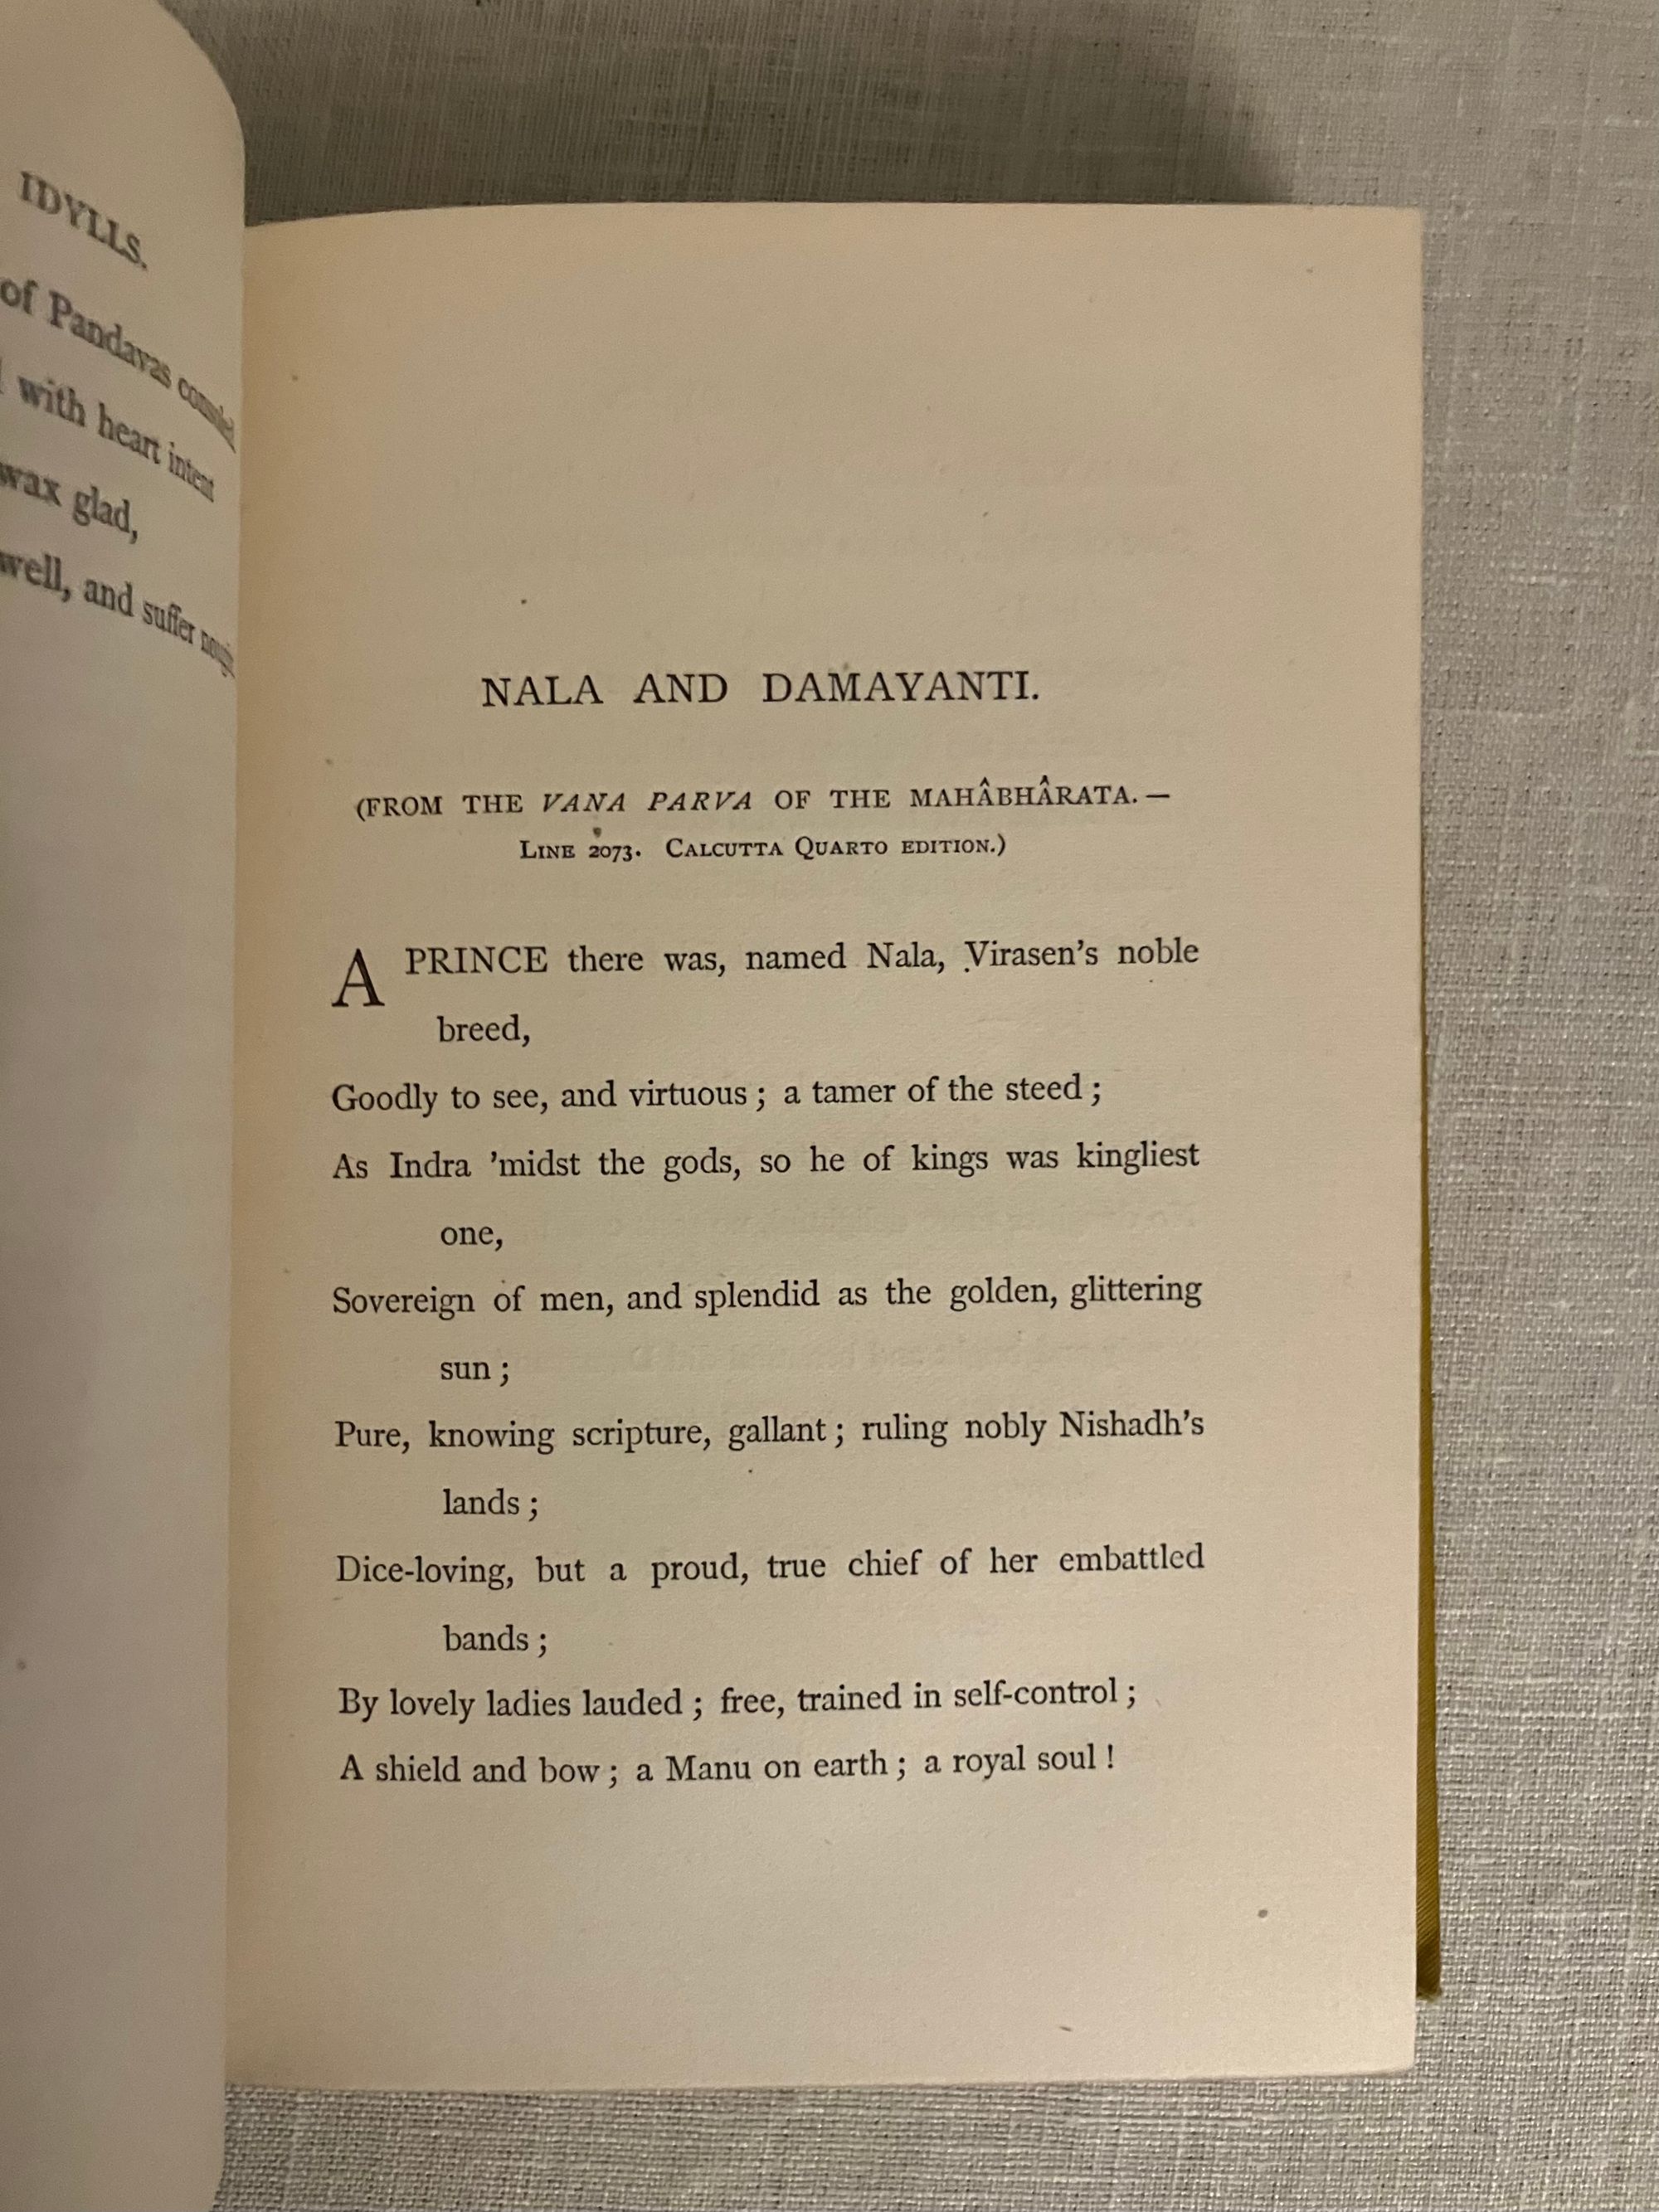 IDYLLS.
of Pandavas
with heart intent
wax glad,
well, and suffer
NALA AND DAMAYANTI.
(FROM THE VANA PARVA OF THE MAHÂBHÂRATA.—
LINE 2073. CALCUTTA QUARTO EDITION.)
A PRINCE there was, named Nala, Virasen's noble
breed,
Goodly to see, and virtuous; a tamer of the steed;
As Indra 'midst the gods, so he of kings was kingliest
one,
Sovereign of men, and splendid as the golden, glittering
sun;
Pure, knowing scripture, gallant; ruling nobly Nishadh's
lands;
Dice-loving, but a proud, true chief of her embattled
bands;
By lovely ladies lauded; free, trained in self-control;
A shield and bow; a Manu on earth; a royal soul!